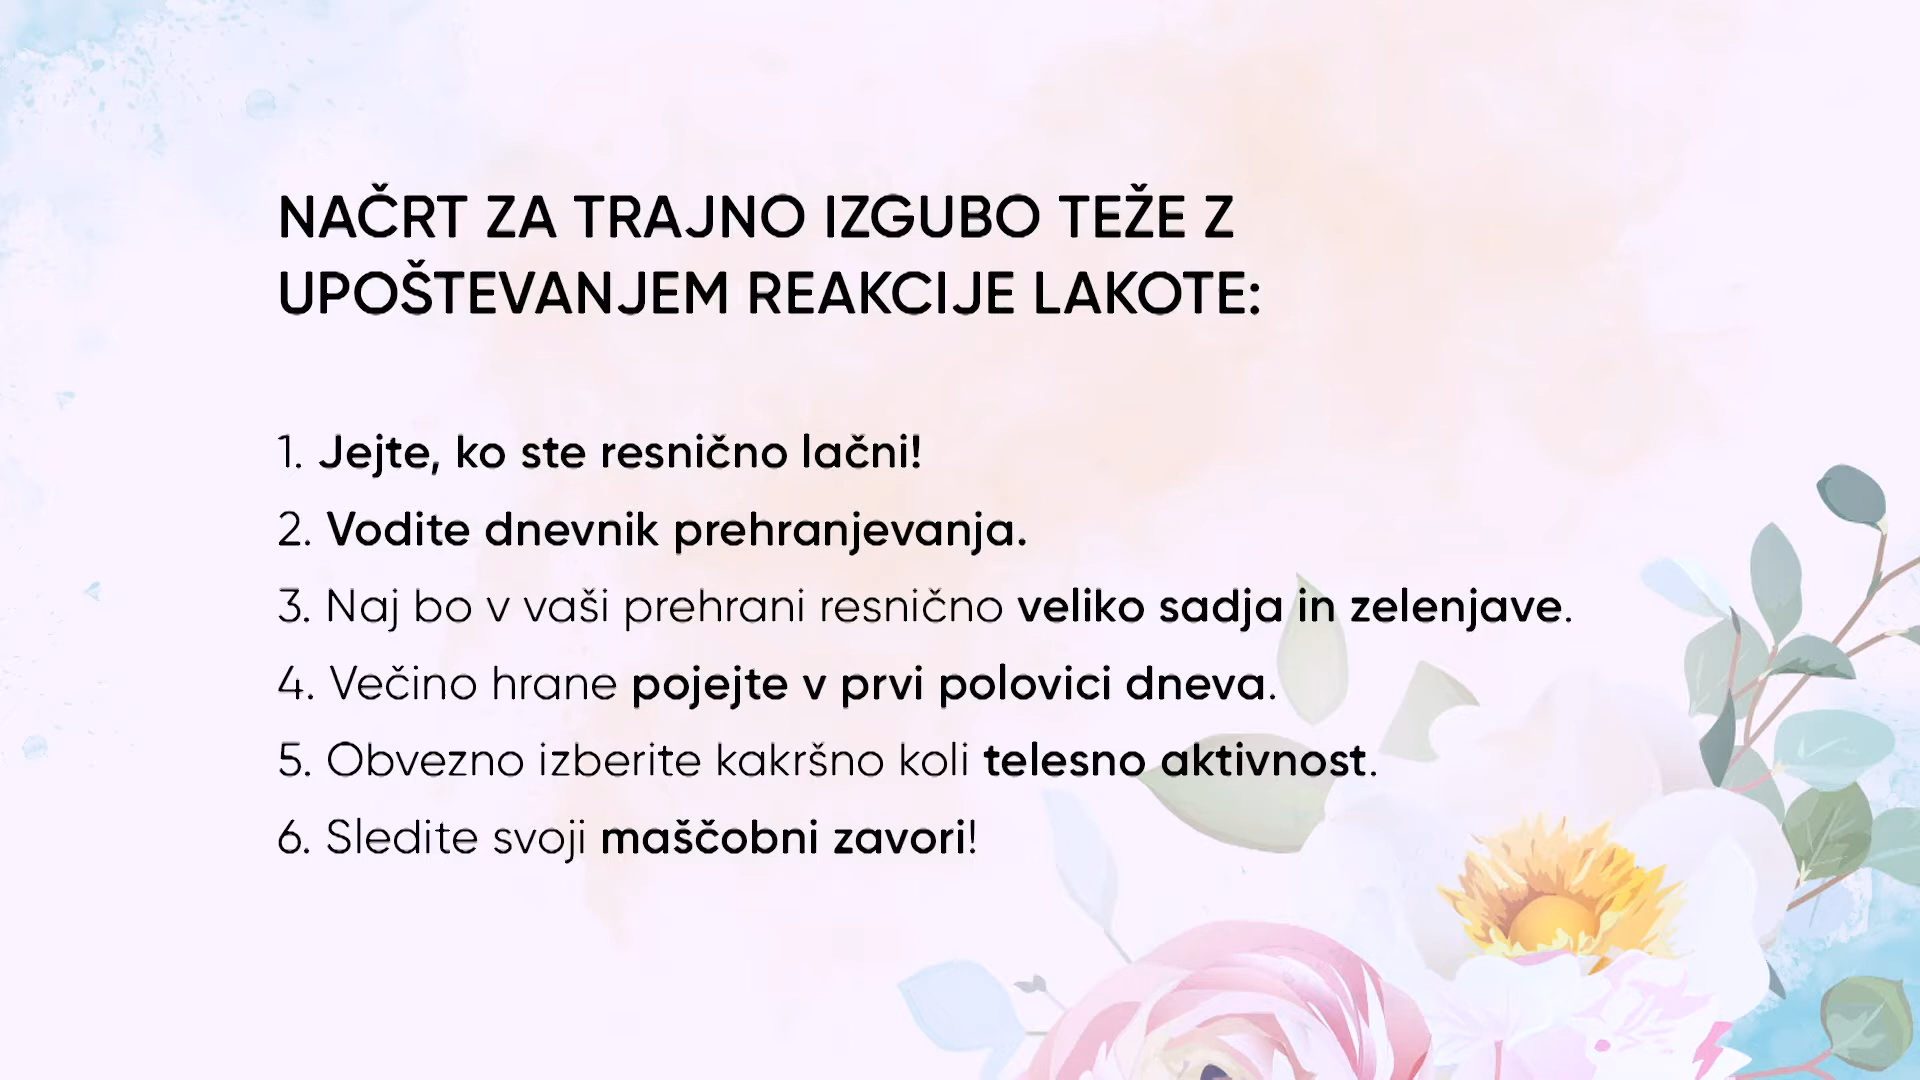 NAČRT ZA TRAJNO IZGUBO TEŽE Z
UPOŠTEVANJEM REAKCIJE LAKOTE:
1. Jejte, ko ste resnično lačni!
2. Vodite dnevnik prehranjevanja.
3. Naj bo v vaši prehrani resnično veliko sadja in zelenjave.
4. Večino hrane pojejte v prvi polovici dneva.
5. Obvezno izberite kakršno koli telesno aktivnost.
6. Sledite svoji maščobni zavori!